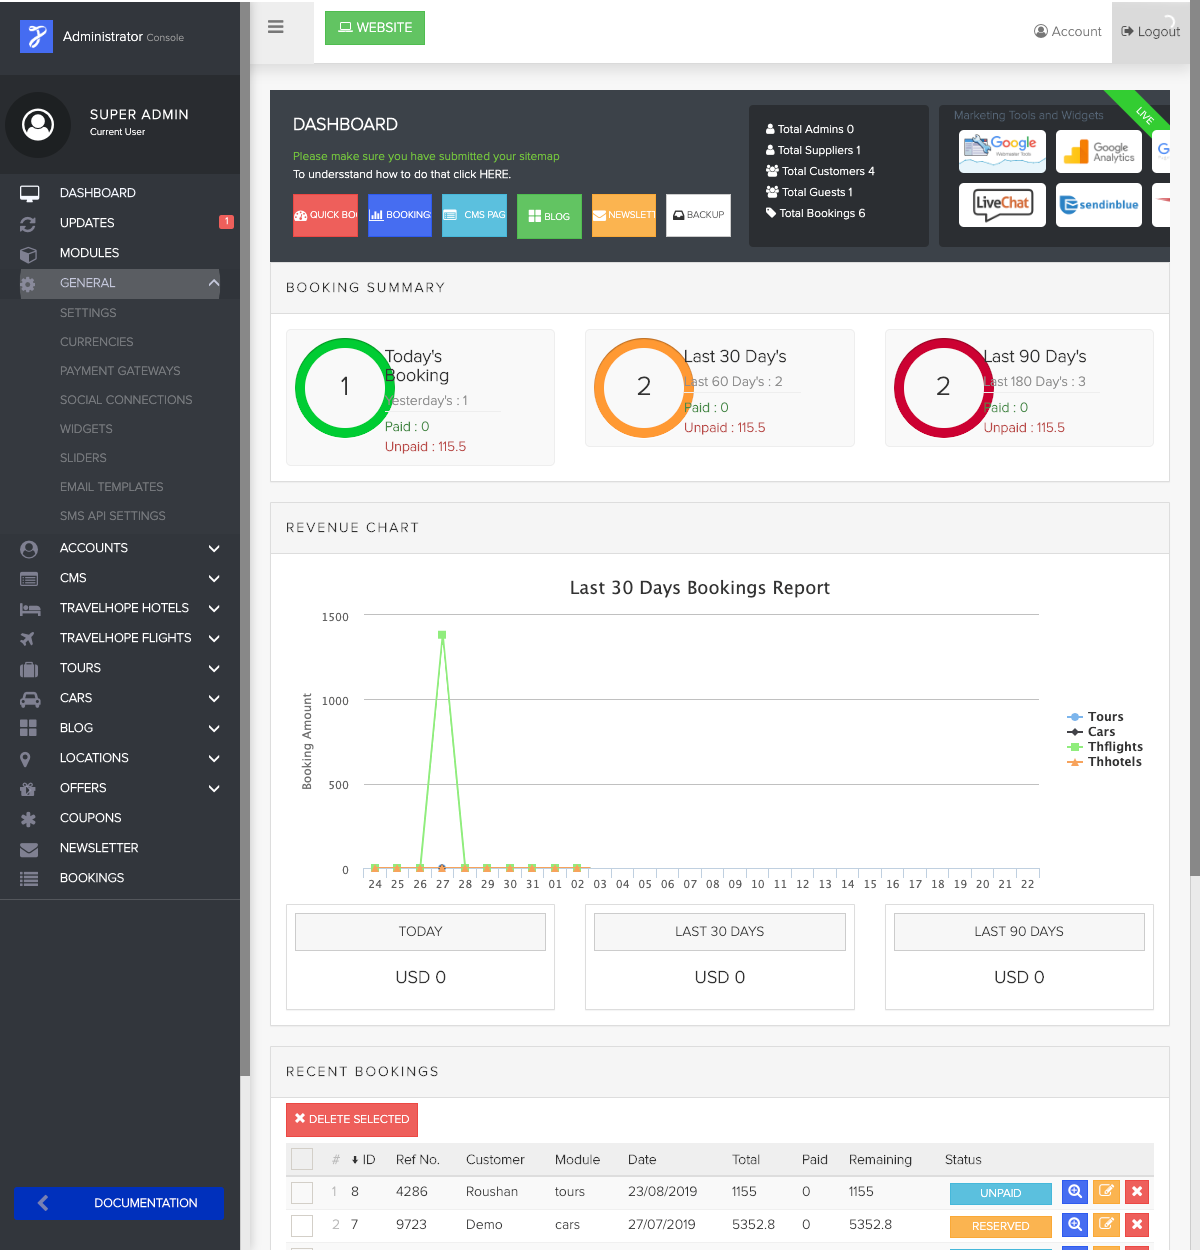 Administrator Console
WEBSITE
Account
Logout
SUPER ADMIN
Current User
DASHBOARD
UPDATES
1
MODULES
GENERAL
SETTINGS
CURRENCIES
PAYMENT GATEWAYS
SOCIAL CONNECTIONS
WIDGETS
SLIDERS
EMAIL TEMPLATES
SMS API SETTINGS
ACCOUNTS
CMS
TRAVELHOPE HOTELS
TRAVELHOPE FLIGHTS
TOURS
CARS
BLOG
LOCATIONS
OFFERS
COUPONS
NEWSLETTER
BOOKINGS
DOCUMENTATION
DASHBOARD
Please make sure you have submitted your sitemap
To undersstand how to do that click HERE.
QUICK BO
BOOKING
CMS PAG
BLOG
NEWSLET
BACKUP
Total Admins 0
Total Suppliers 1
Total Customers 4
Total Guests 1
Total Bookings 6
Marketing Tools and Widgets
LIVE
Google
Webmaster Tools
Google
Analytics
G
LiveChat
sendinblue
BOOKING SUMMARY
1
Today's
Booking
Yesterday's : 1
Paid : 0
Unpaid : 115.5
2
Last 30 Day's
Last 60 Day's : 2
Paid : 0
Unpaid : 115.5
2
Last 90 Day's
Last 180 Day's : 3
Paid : 0
Unpaid : 115.5
REVENUE CHART
Last 30 Days Bookings Report
Booking Amount
1500
1000
500
0
24 25 26 27 28 29 30 31 01 02 03 04 05 06 07 08 09 10 11 12 13 14 15 16 17 18 19 20 21 22
Tours
Cars
Thflights
Thhotels
TODAY
USD 0
LAST 30 DAYS
USD 0
LAST 90 DAYS
USD 0
RECENT BOOKINGS
DELETE SELECTED
# ID Ref No. Customer Module Date Total Paid Remaining Status
1 8 4286 Roushan tours 23/08/2019 1155 0 1155 UNPAID
2 7 9723 Demo cars 27/07/2019 5352.8 0 5352.8 RESERVED